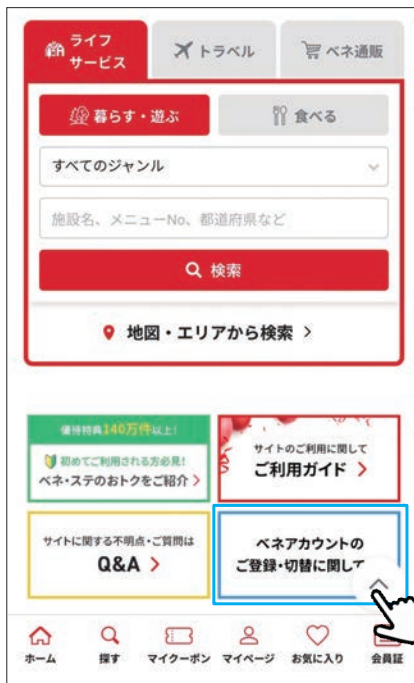 ライフ
サービス
トラベル
ベネ通販
暮らす・遊ぶ
食べる
すべてのジャンル
施設名、メニューNo、都道府県など
検索
地図・エリアから検索 >
優待特典140万件以上!
初めてご利用される方必見!
ベネ・ステのおトクをご紹介 >
サイトのご利用に関して
ご利用ガイド >
サイトに関する不明点・ご質問は
Q&A >
ベネアカウントの
ご登録・切替に関して
ホーム
探す
マイクーポン
マイページ
お気に入り
会員証